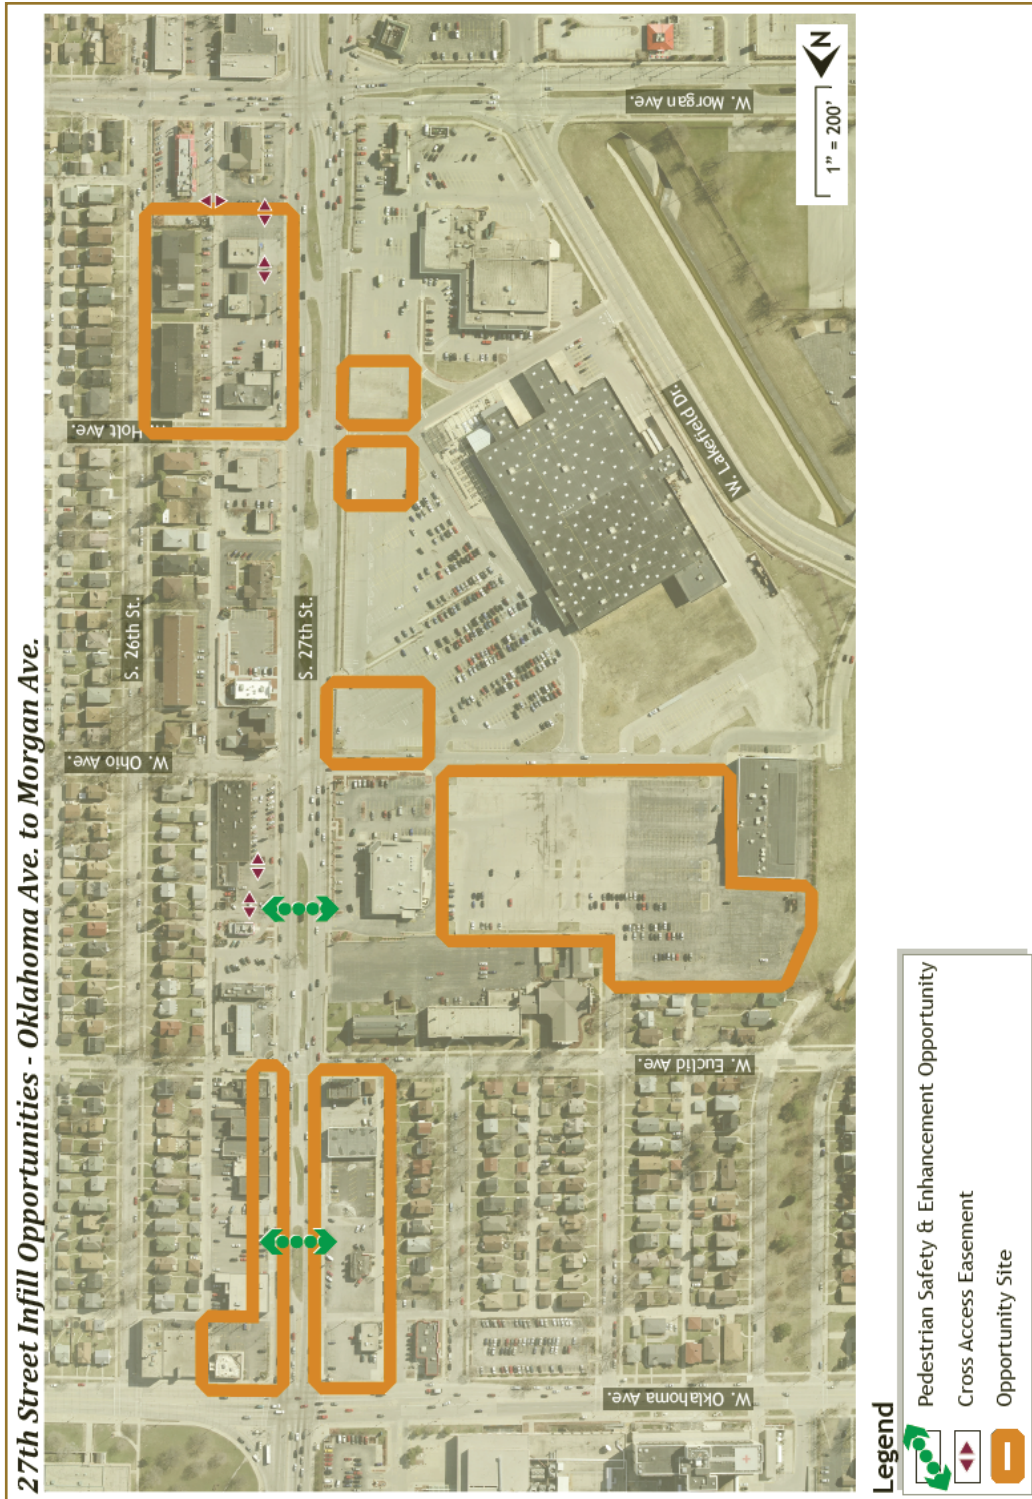 27th Street Infill Opportunities - Oklahoma Ave. to Morgan Ave.
S. 26th St.
S. 27th St.
W. Oklahoma Ave.
W. Euclid Ave.
W. Ohio Ave.
Holt Ave.
W. Lakefield Dr.
W. Morgan Ave.
N
1" = 200'
Legend
Pedestrian Safety & Enhancement Opportunity
Cross Access Easement
Opportunity Site